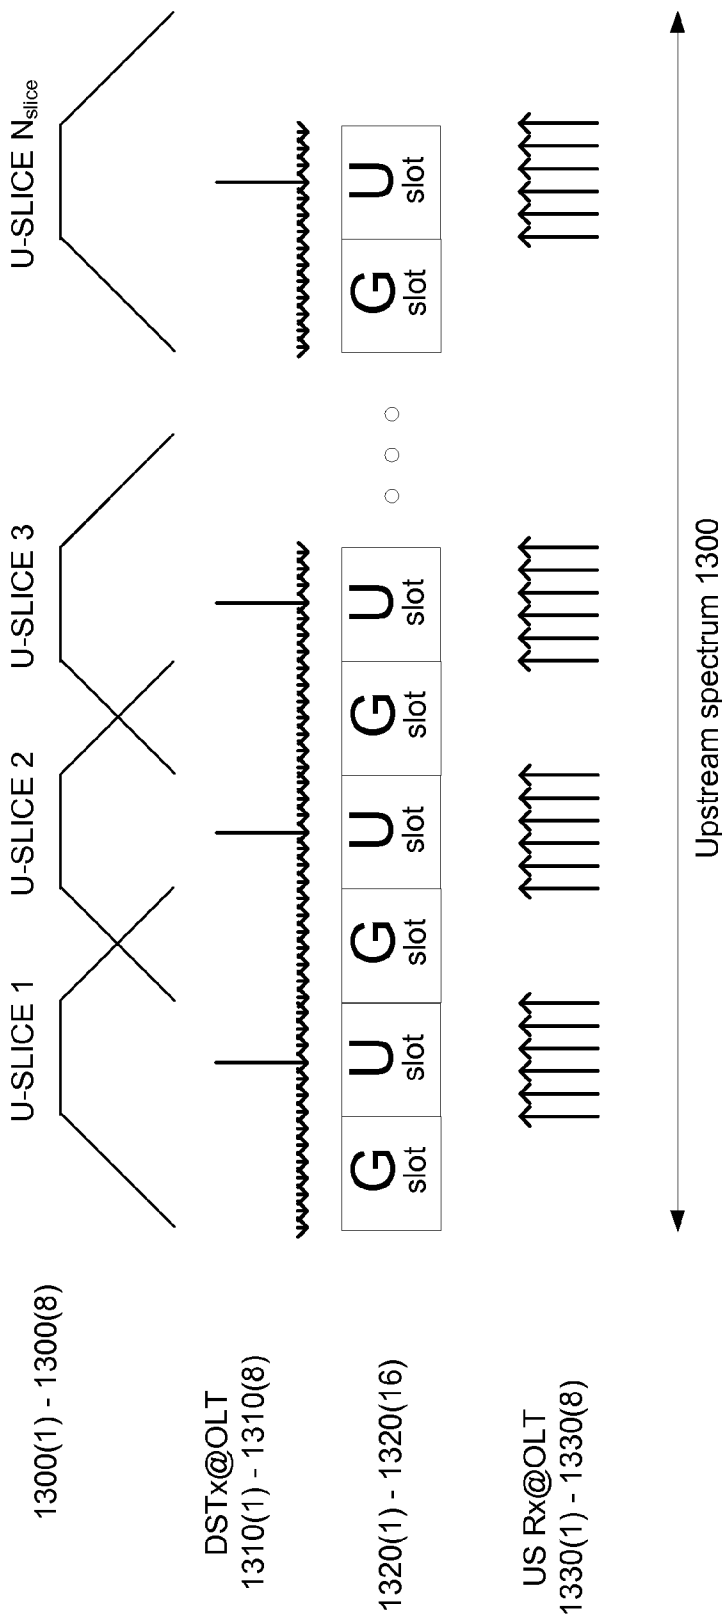 1300(1) - 1300(8)
U-SLICE 1
U-SLICE 2
U-SLICE 3
U-SLICE Nslice
DSTx@OLT
1310(1) - 1310(8)
1320(1) - 1320(16)
G
slot
U
slot
G
slot
U
slot
G
slot
U
slot
G
slot
U
slot
US Rx@OLT
1330(1) - 1330(8)
Upstream spectrum 1300